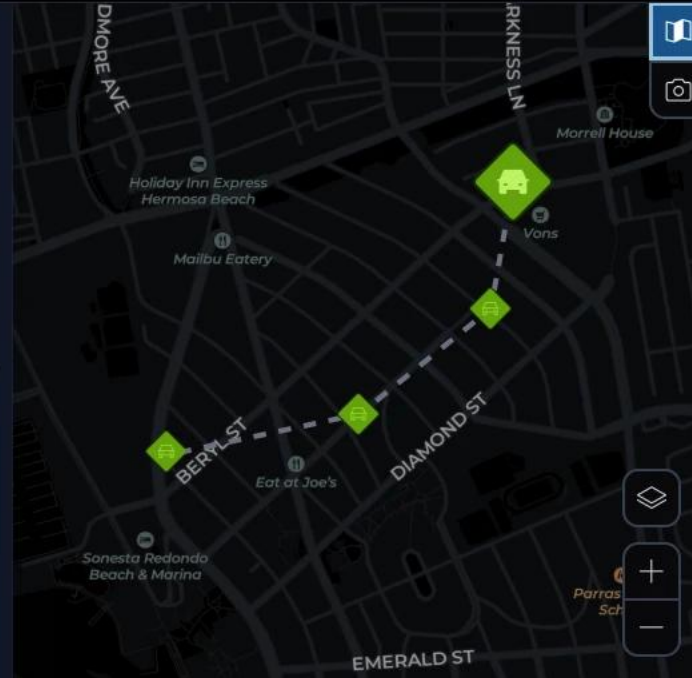 DMORE AVE
RKNESS LN
Morrell House
Holiday Inn Express
Hermosa Beach
Vons
Mailbu Eatery
BERYL ST
DIAMOND ST
Eat at Joe's
Sonesta Redondo
Beach & Marina
Parras
Sch
EMERALD ST